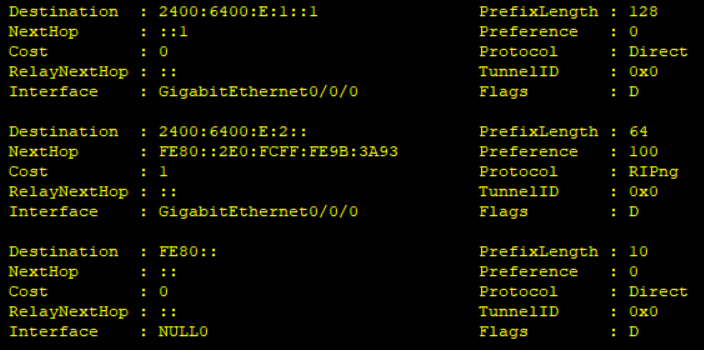 Destination  : 2400:6400:E:1::1                PrefixLength : 128
NextHop      : ::1                             Preference   : 0
Cost         : 0                               Protocol     : Direct
RelayNextHop : ::                              TunnelID     : 0x0
Interface    : GigabitEthernet0/0/0            Flags        : D
Destination  : 2400:6400:E:2::                 PrefixLength : 64
NextHop      : FE80::2E0:FCFF:FE9B:3A93        Preference   : 100
Cost         : 1                               Protocol     : RIPng
RelayNextHop : ::                              TunnelID     : 0x0
Interface    : GigabitEthernet0/0/0            Flags        : D
Destination  : FE80::                          PrefixLength : 10
NextHop      : ::                              Preference   : 0
Cost         : 0                               Protocol     : Direct
RelayNextHop : ::                              TunnelID     : 0x0
Interface    : NULL0                           Flags        : D